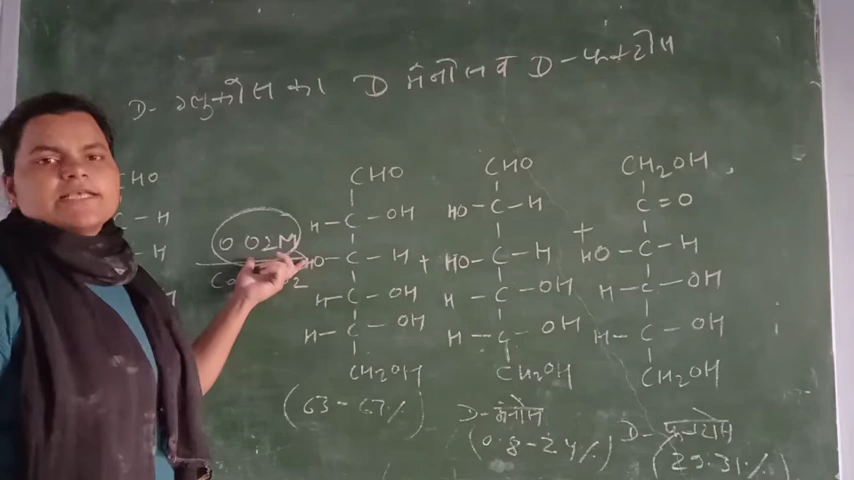 D- ग्लूकोस का D मैनोस व D-फ्रक्टोस
CHO CHO CHO CH₂OH
H-C-OH HO-C-H C=O
C-H
0.02M
HO-C-H + HO-C-H + HO-C-H
H-C-OH H-C-OH H-C-OH
H-C-OH H-C-OH H-C-OH
CH₂OH CH₂OH CH₂OH
(63-67%) D-मैनोस D-फ्रक्टोस
(0.8-2.4%) (29.31%)